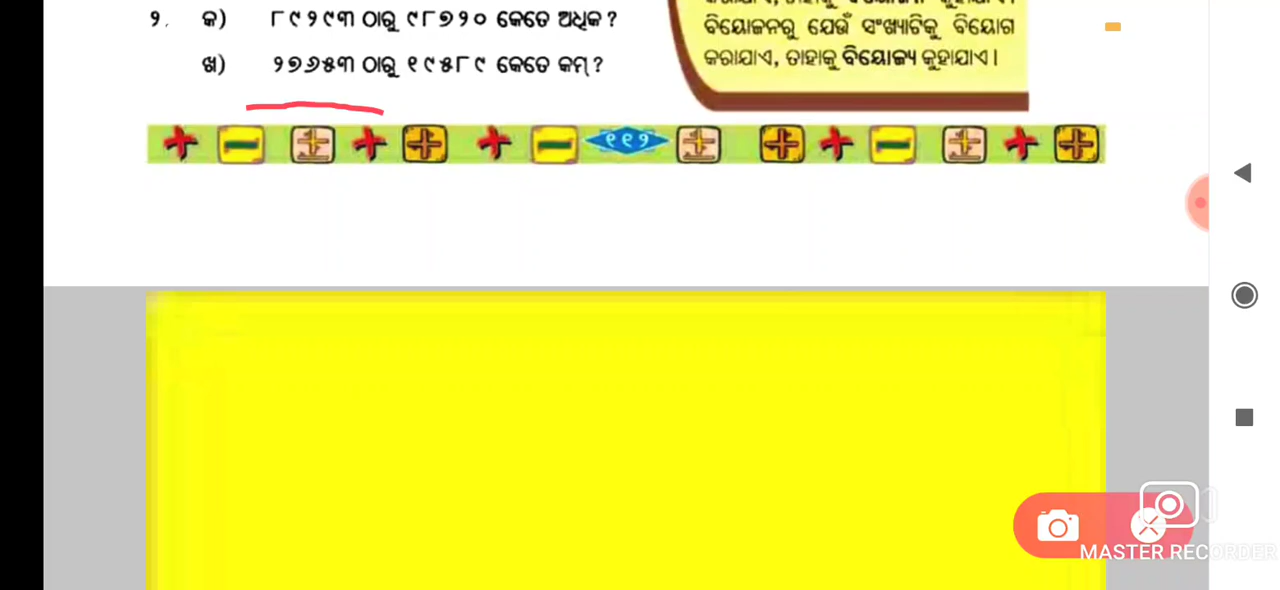 ୨. କ) ୮୯୨୯୩ ଠାରୁ ୯୮୭୨୦ କେତେ ଅଧିକ ?
ଖ) ୨୭୬୫୩ ଠାରୁ ୧୯୫୮୯ କେତେ କମ୍ ?
ବିୟୋଜନରୁ ଯେଉଁ ସଂଖ୍ୟାଟିକୁ ବିୟୋଗ
କରାଯାଏ, ତାହାକୁ ବିୟୋଜ୍ୟ କୁହାଯାଏ ।
୧୧୨
MASTER RECORDER